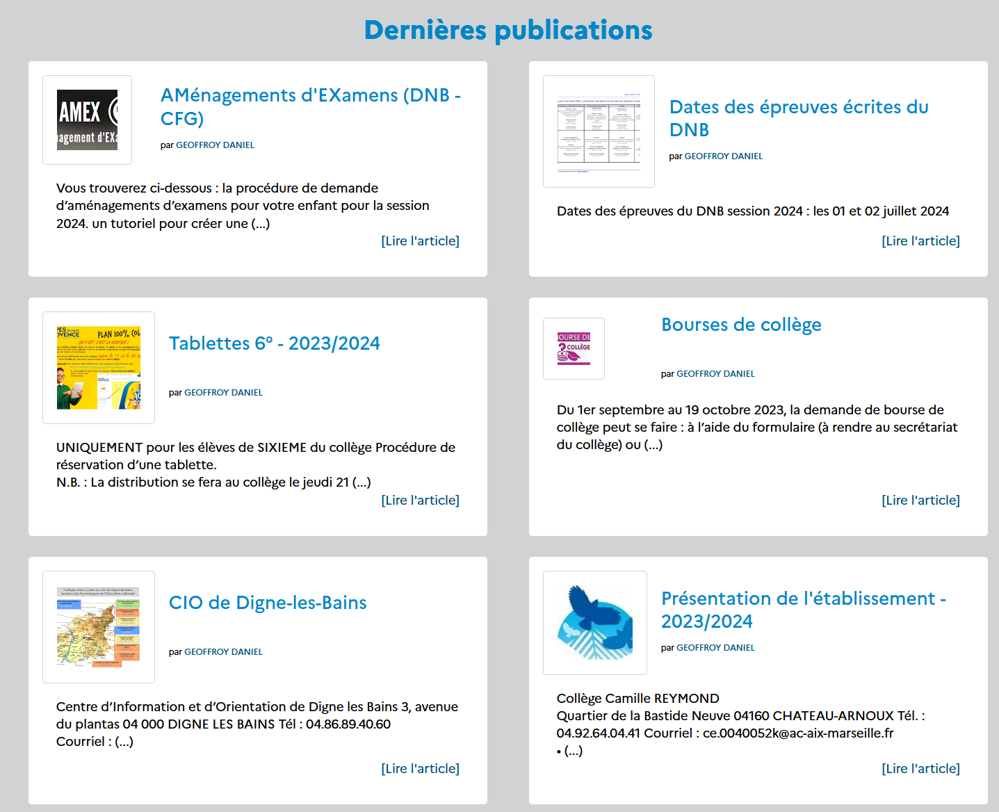 Dernières publications
AMEX
agement d'EXa
AMénagements d'EXamens (DNB -
CFG)
par GEOFFROY DANIEL
Vous trouverez ci-dessous : la procédure de demande
d’aménagements d’examens pour votre enfant pour la session
2024. un tutoriel pour créer une (...)
[Lire l'article]
Dates des épreuves écrites du
DNB
par GEOFFROY DANIEL
Dates des épreuves du DNB session 2024 : les 01 et 02 juillet 2024
[Lire l'article]
PES DE HAUTE
OVENCE
PLAN 100% COL
ÇA Y EST, C'EST LA RENTRÉE !
Tablettes 6° - 2023/2024
par GEOFFROY DANIEL
UNIQUEMENT pour les élèves de SIXIEME du collège Procédure de
réservation d’une tablette.
N.B. : La distribution se fera au collège le jeudi 21 (...)
[Lire l'article]
OURSE DE
COLLÈGE
Bourses de collège
par GEOFFROY DANIEL
Du 1er septembre au 19 octobre 2023, la demande de bourse de
collège peut se faire : à l’aide du formulaire (à rendre au secrétariat
du collège) ou (...)
[Lire l'article]
CIO de Digne-les-Bains
par GEOFFROY DANIEL
Centre d’Information et d’Orientation de Digne les Bains 3, avenue
du plantas 04 000 DIGNE LES BAINS Tél : 04.86.89.40.60
Courriel : (...)
[Lire l'article]
Présentation de l'établissement -
2023/2024
par GEOFFROY DANIEL
Collège Camille REYMOND
Quartier de la Bastide Neuve 04160 CHATEAU-ARNOUX Tél. :
04.92.64.04.41 Courriel : ce.0040052k@ac-aix-marseille.fr
• (...)
[Lire l'article]